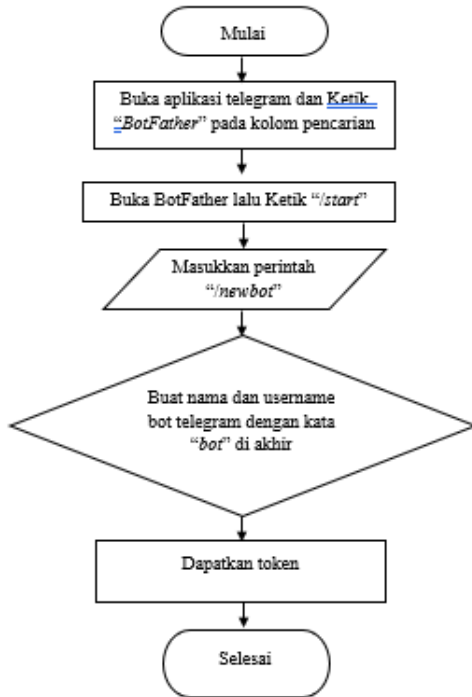 Mulai
Buka aplikasi telegram dan Ketik
“BotFather” pada kolom pencarian
Buka BotFather lalu Ketik “/start”
Masukkan perintah
“/newbot”
Buat nama dan username
bot telegram dengan kata
“bot” di akhir
Dapatkan token
Selesai